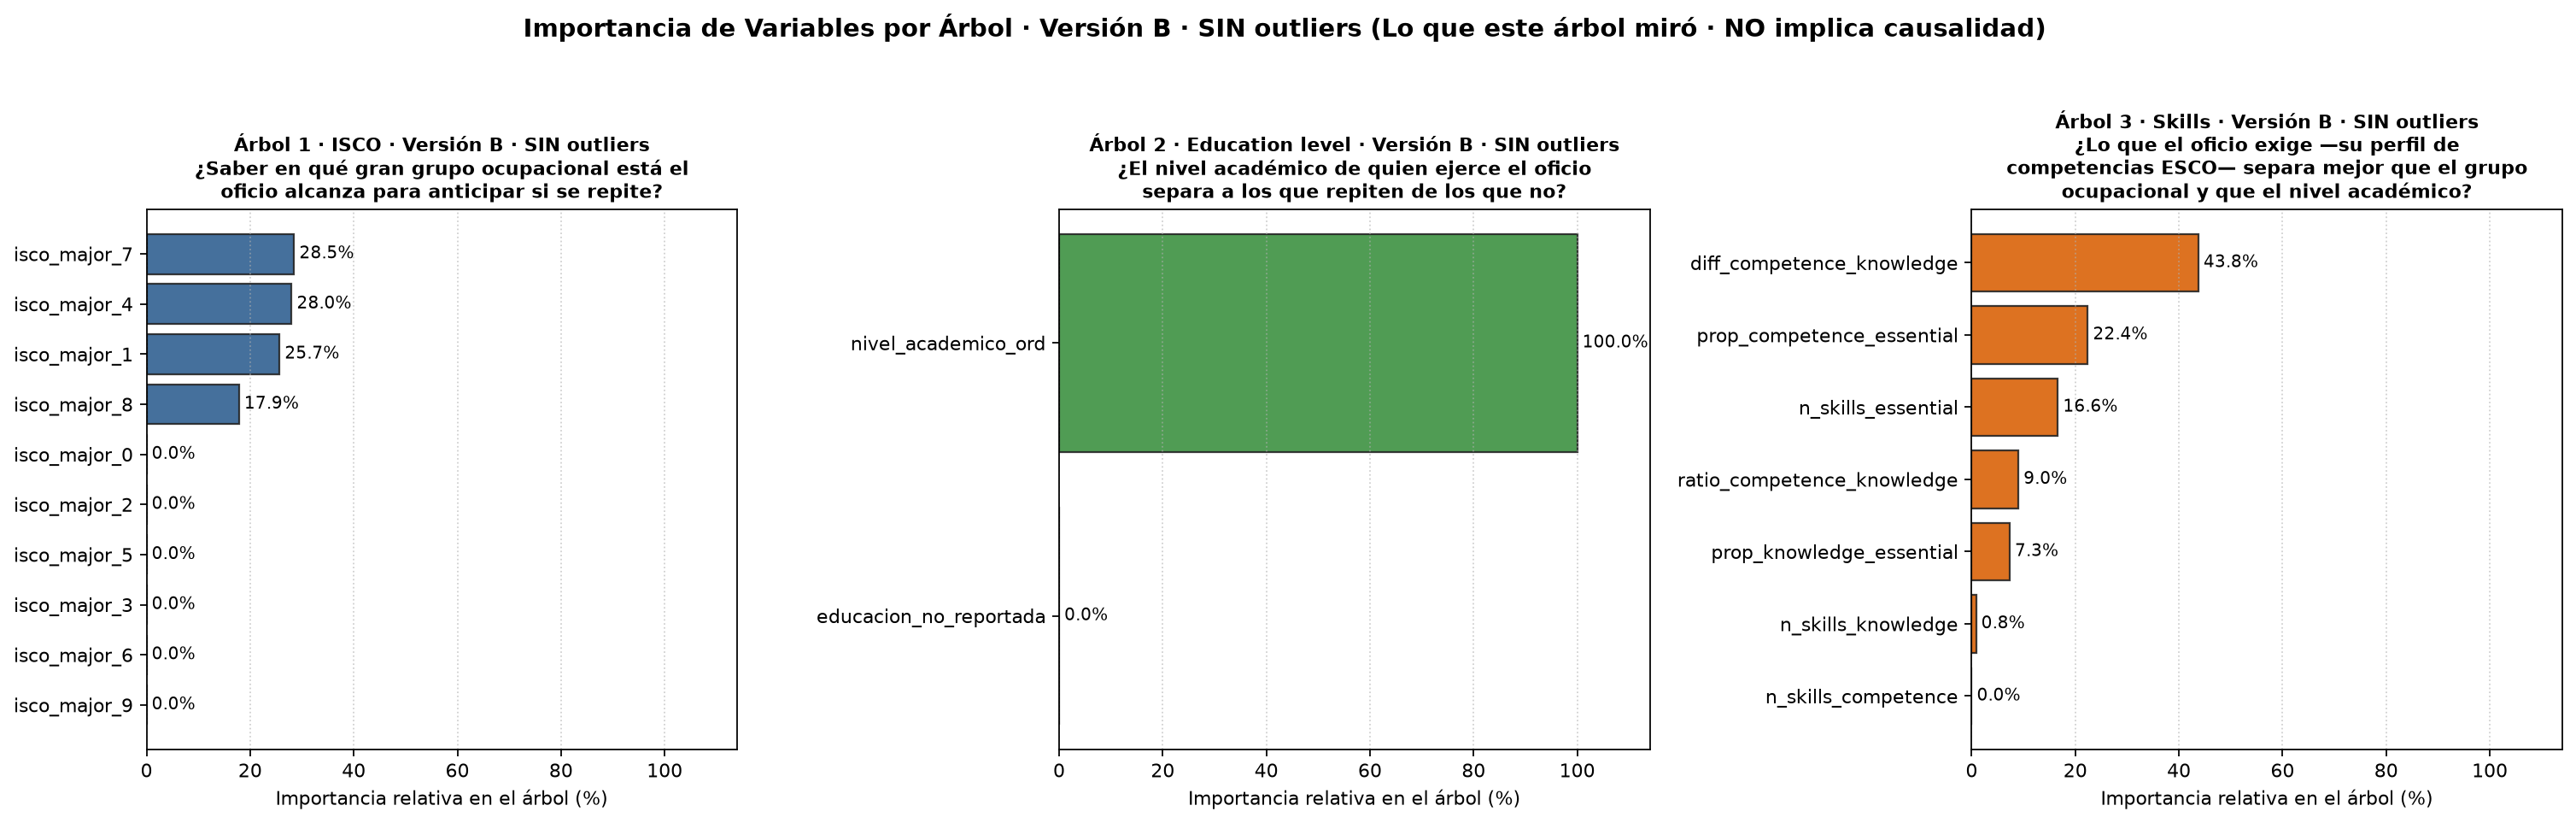 Importancia de Variables por Árbol · Versión B · SIN outliers (Lo que este árbol miró · NO implica causalidad)
Árbol 1 · ISCO · Versión B · SIN outliers
¿Saber en qué gran grupo ocupacional está el
oficio alcanza para anticipar si se repite?
isco_major_7
28.5%
isco_major_4
28.0%
isco_major_1
25.7%
isco_major_8
17.9%
isco_major_0
0.0%
isco_major_2
0.0%
isco_major_5
0.0%
isco_major_3
0.0%
isco_major_6
0.0%
isco_major_9
0.0%
0 20 40 60 80 100
Importancia relativa en el árbol (%)
Árbol 2 · Education level · Versión B · SIN outliers
¿El nivel académico de quien ejerce el oficio
separa a los que repiten de los que no?
nivel_academico_ord
100.0%
educacion_no_reportada
0.0%
0 20 40 60 80 100
Importancia relativa en el árbol (%)
Árbol 3 · Skills · Versión B · SIN outliers
¿Lo que el oficio exige —su perfil de
competencias ESCO— separa mejor que el grupo
ocupacional y que el nivel académico?
diff_competence_knowledge
43.8%
prop_competence_essential
22.4%
n_skills_essential
16.6%
ratio_competence_knowledge
9.0%
prop_knowledge_essential
7.3%
n_skills_knowledge
0.8%
n_skills_competence
0.0%
0 20 40 60 80 100
Importancia relativa en el árbol (%)